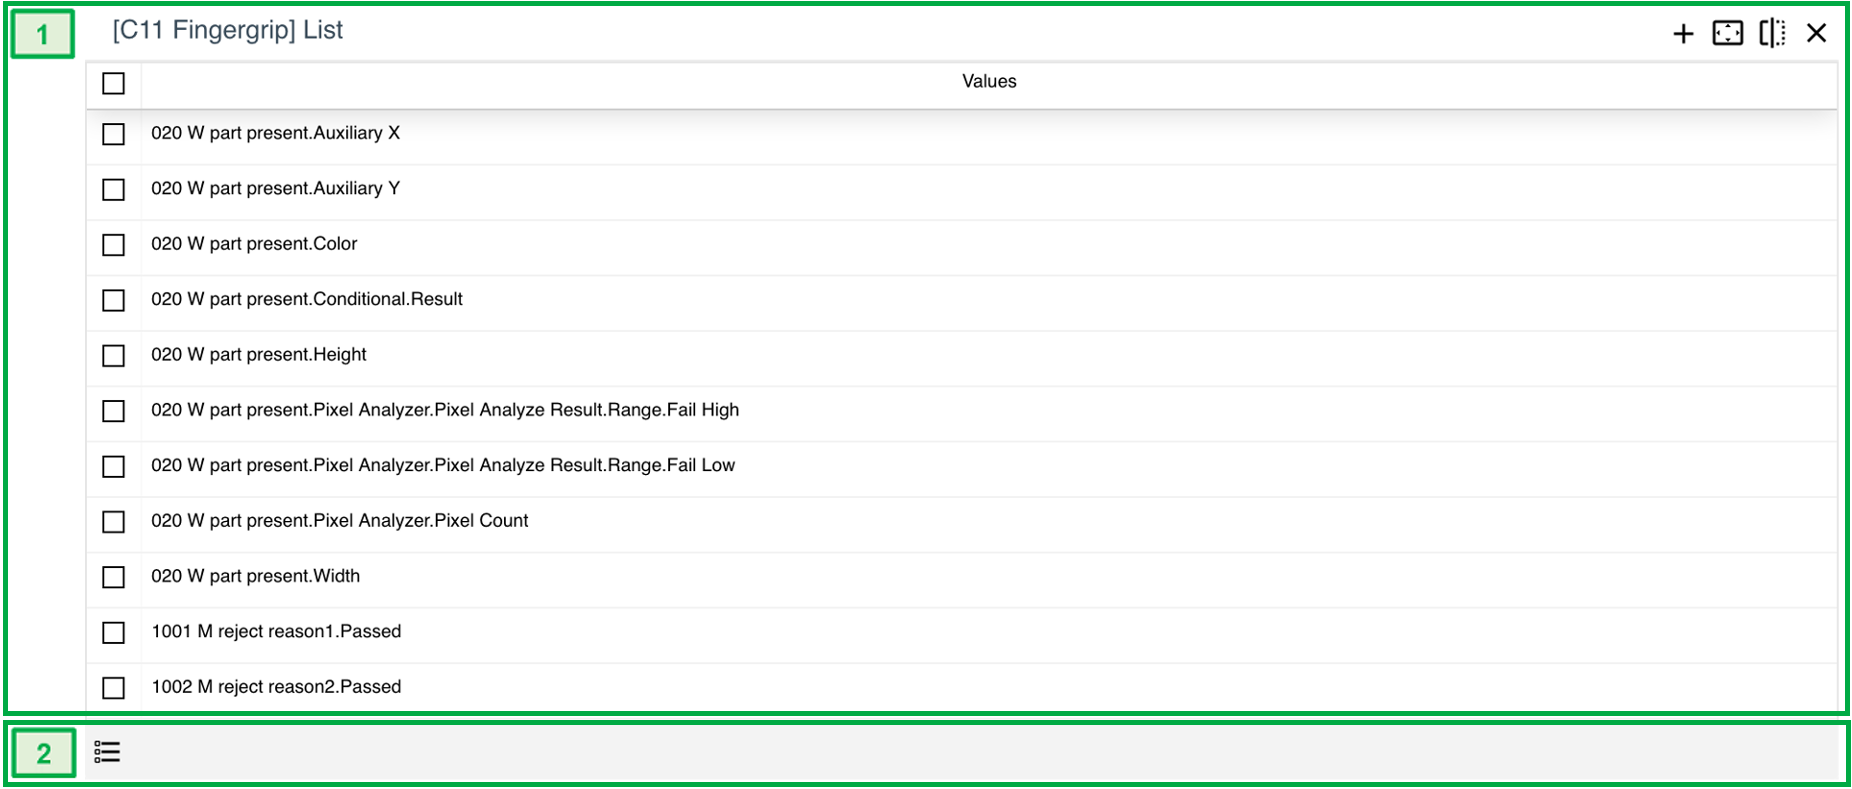 1
[C11 Fingergrip] List
Values
020 W part present.Auxiliary X
020 W part present.Auxiliary Y
020 W part present.Color
020 W part present.Conditional.Result
020 W part present.Height
020 W part present.Pixel Analyzer.Pixel Analyze Result.Range.Fail High
020 W part present.Pixel Analyzer.Pixel Analyze Result.Range.Fail Low
020 W part present.Pixel Analyzer.Pixel Count
020 W part present.Width
1001 M reject reason1.Passed
1002 M reject reason2.Passed
2